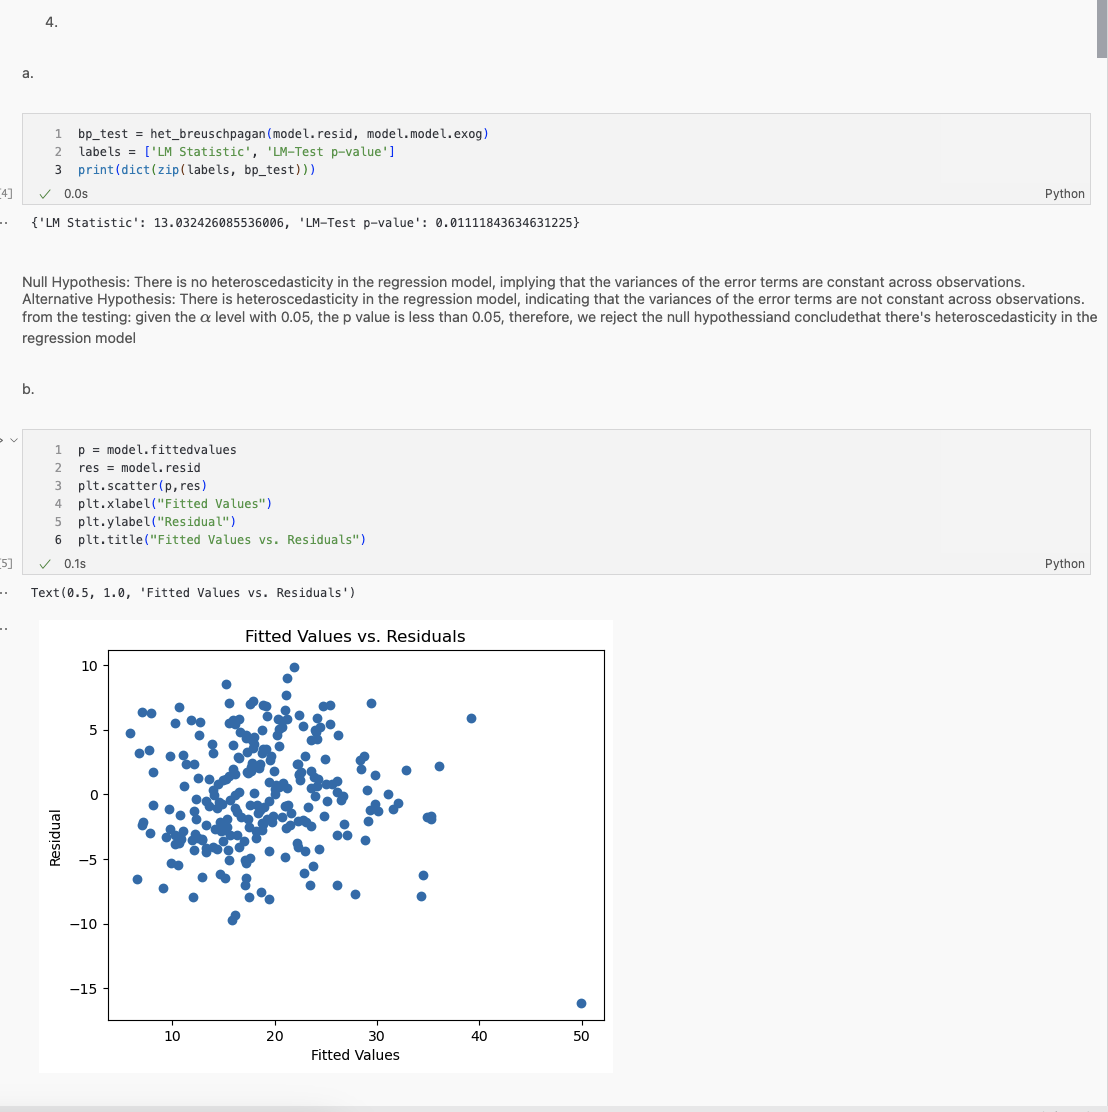 4.
a.
1 bp_test = het_breuschpagan(model.resid, model.model.exog)
2 labels = ['LM Statistic', 'LM-Test p-value']
3 print(dict(zip(labels, bp_test)))
4] ✓ 0.0s Python
{'LM Statistic': 13.032426085536006, 'LM-Test p-value': 0.01111843634631225}
Null Hypothesis: There is no heteroscedasticity in the regression model, implying that the variances of the error terms are constant across observations.
Alternative Hypothesis: There is heteroscedasticity in the regression model, indicating that the variances of the error terms are not constant across observations.
from the testing: given the α level with 0.05, the p value is less than 0.05, therefore, we reject the null hypothessiand concludethat there's heteroscedasticity in the
regression model
b.
1 p = model.fittedvalues
2 res = model.resid
3 plt.scatter(p,res)
4 plt.xlabel("Fitted Values")
5 plt.ylabel("Residual")
6 plt.title("Fitted Values vs. Residuals")
5] ✓ 0.1s Python
Text(0.5, 1.0, 'Fitted Values vs. Residuals')
Fitted Values vs. Residuals
10
5
0
−5
−10
−15
Residual
10 20 30 40 50
Fitted Values